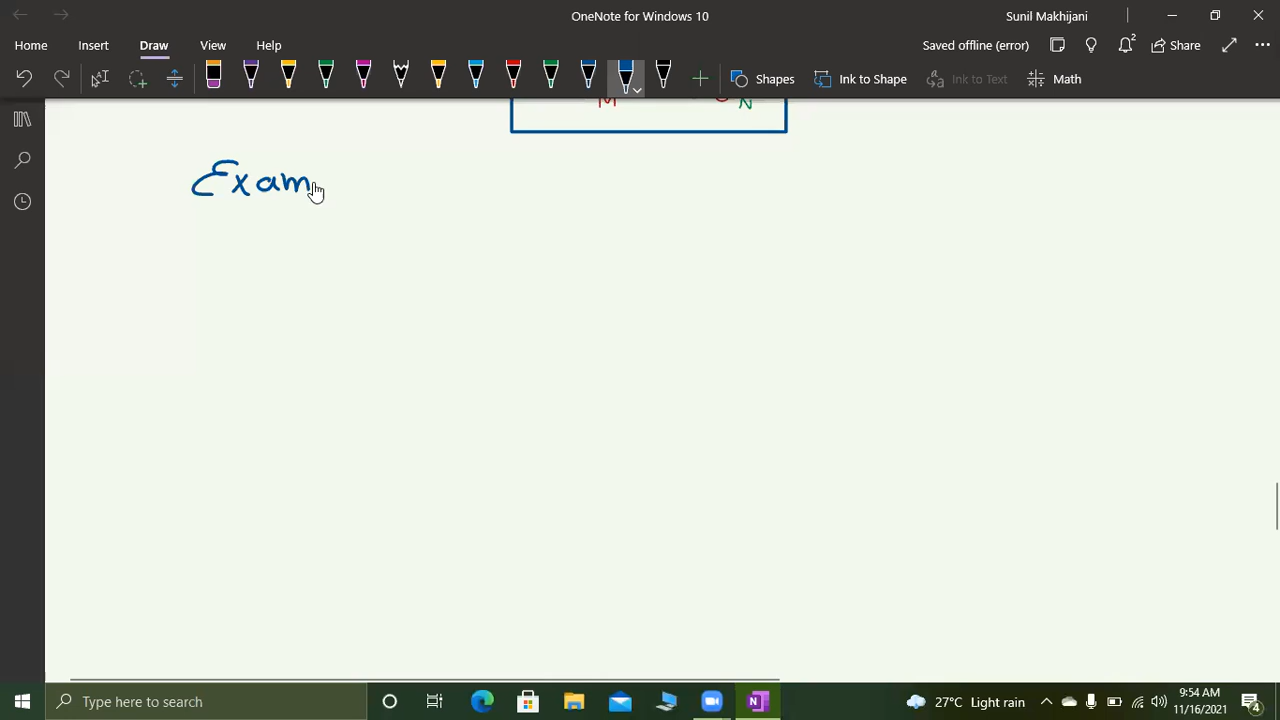 OneNote for Windows 10
Sunil Makhijani
Home Insert Draw View Help
Saved offline (error)
Share
Shapes
Ink to Shape
Ink to Text
Math
M N
Exam
Type here to search
27°C Light rain
9:54 AM
11/16/2021
4